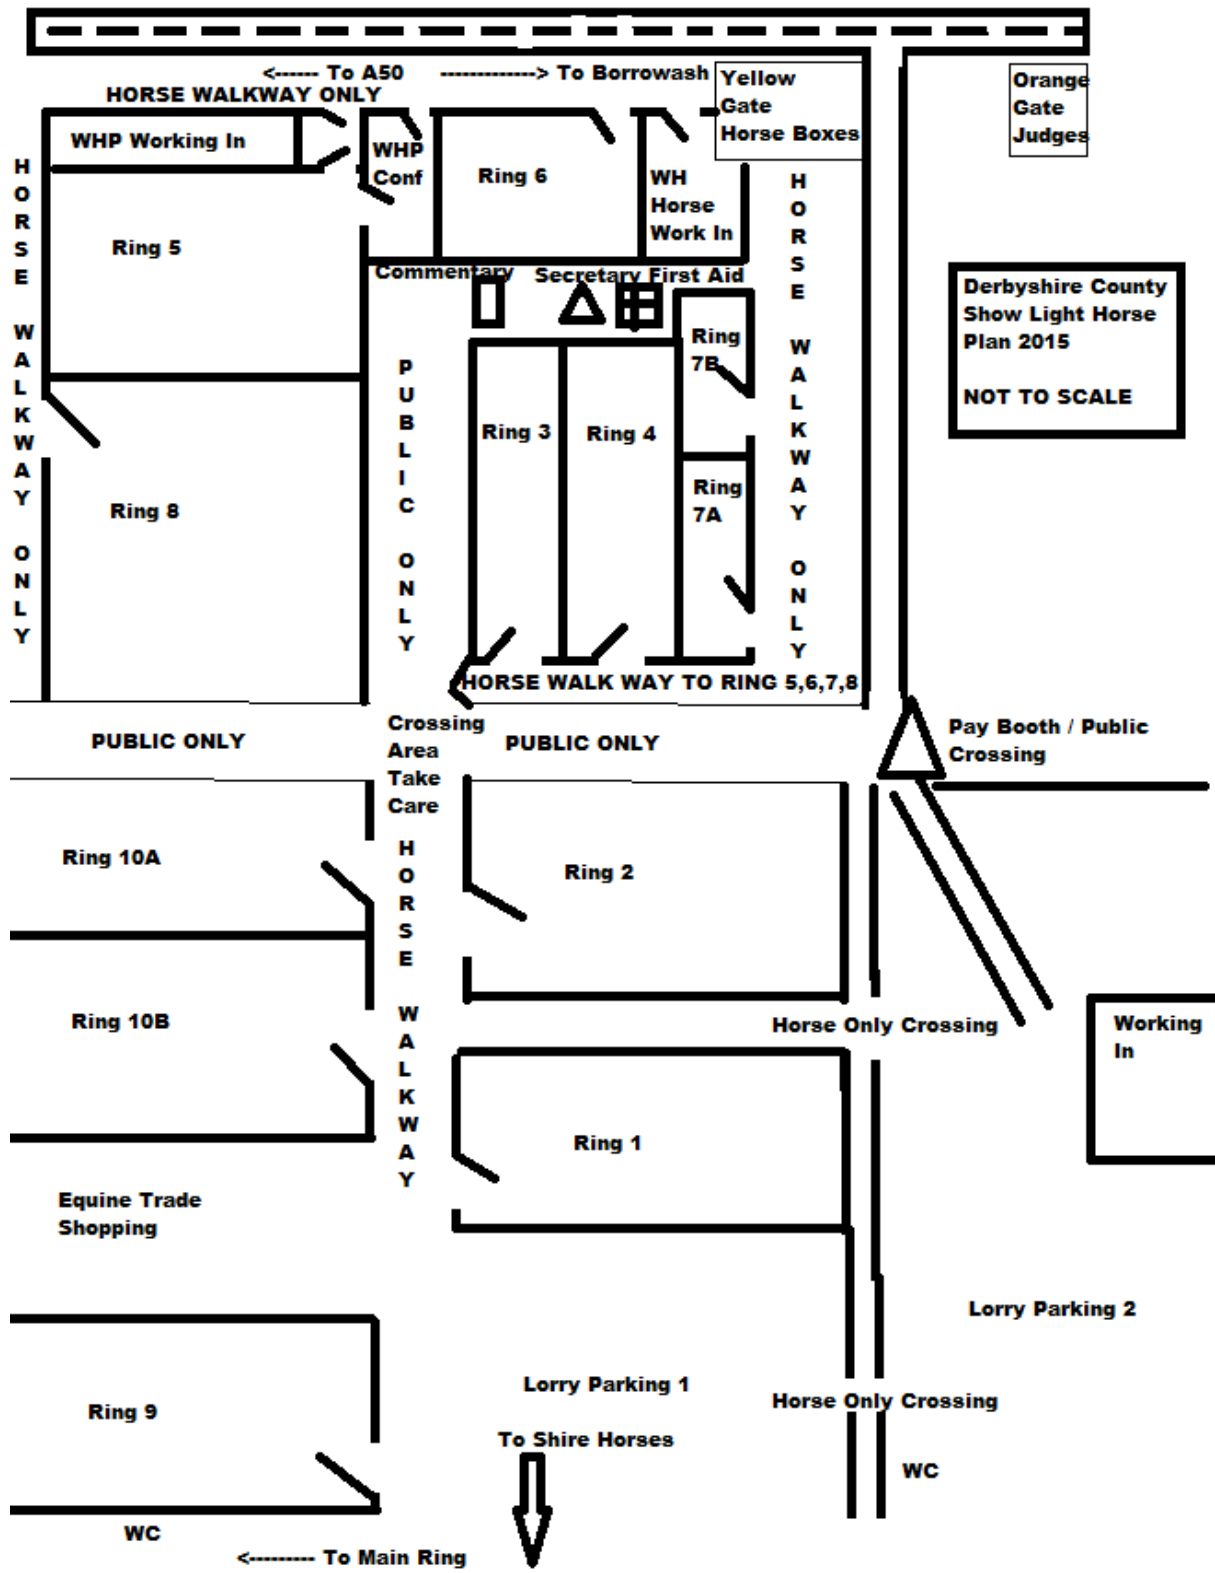 <------ To A50 -------------> To Borrowash
HORSE WALKWAY ONLY
Yellow
Gate
Horse Boxes
Orange
Gate
Judges
WHP Working In
WHP
Conf
Ring 6
WH
Horse
Work In
HORSE WALKWAY ONLY
Ring 5
HORSE WALKWAY ONLY
Commentary
Secretary First Aid
Derbyshire County
Show Light Horse
Plan 2015
NOT TO SCALE
Ring
7B
PUBLIC ONLY
Ring 3
Ring 4
Ring
7A
Ring 8
HORSE WALK WAY TO RING 5,6,7,8
PUBLIC ONLY
Crossing
Area
Take
Care
PUBLIC ONLY
Pay Booth / Public
Crossing
Ring 10A
HORSE WALKWAY
Ring 2
Ring 10B
Horse Only Crossing
Working
In
Ring 1
Equine Trade
Shopping
Lorry Parking 2
Lorry Parking 1
Horse Only Crossing
Ring 9
To Shire Horses
WC
WC
<--------- To Main Ring